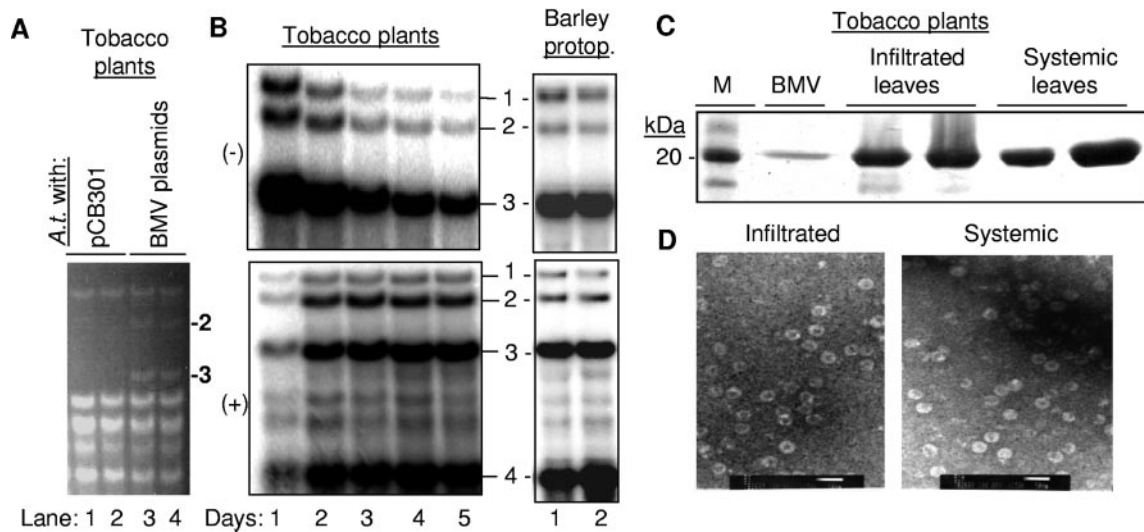 A
Tobacco
plants
A.t. with:
pCB301
BMV plasmids
-2
-3
Lane: 1 2 3 4
B
Tobacco plants
Barley
protop.
(-)
1 -
2 -
3 -
(+)
1 -
2 -
3 -
4 -
Days: 1 2 3 4 5
1 2
C
Tobacco plants
Infiltrated
leaves
Systemic
leaves
M BMV
kDa
20 -
D
Infiltrated Systemic